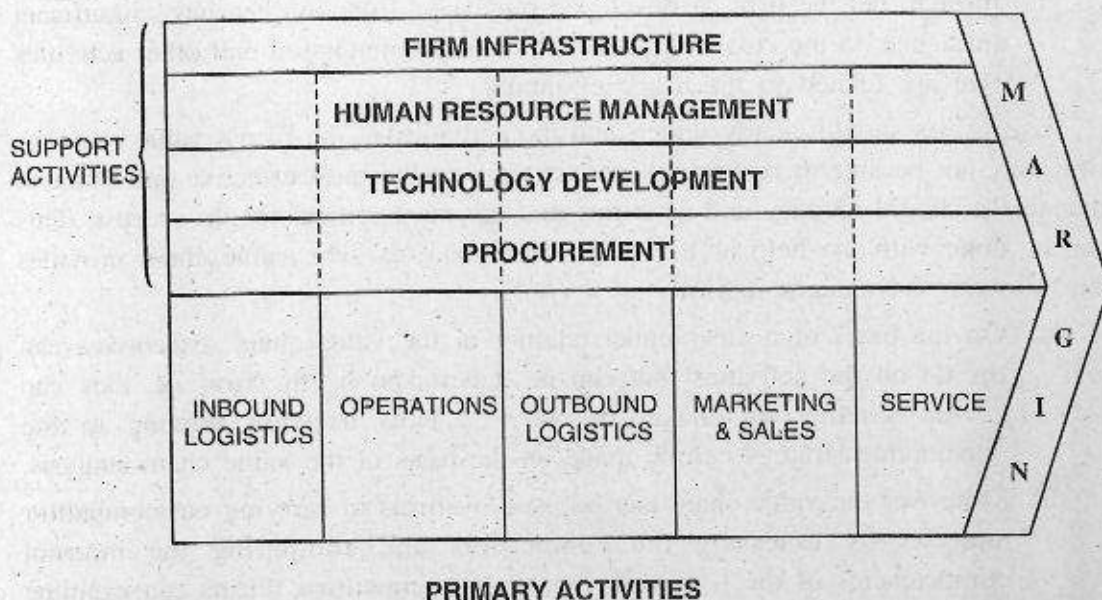 FIRM INFRASTRUCTURE
HUMAN RESOURCE MANAGEMENT
SUPPORT
ACTIVITIES
TECHNOLOGY DEVELOPMENT
PROCUREMENT
INBOUND
LOGISTICS
OPERATIONS
OUTBOUND
LOGISTICS
MARKETING
& SALES
SERVICE
M
A
R
G
I
N
PRIMARY ACTIVITIES